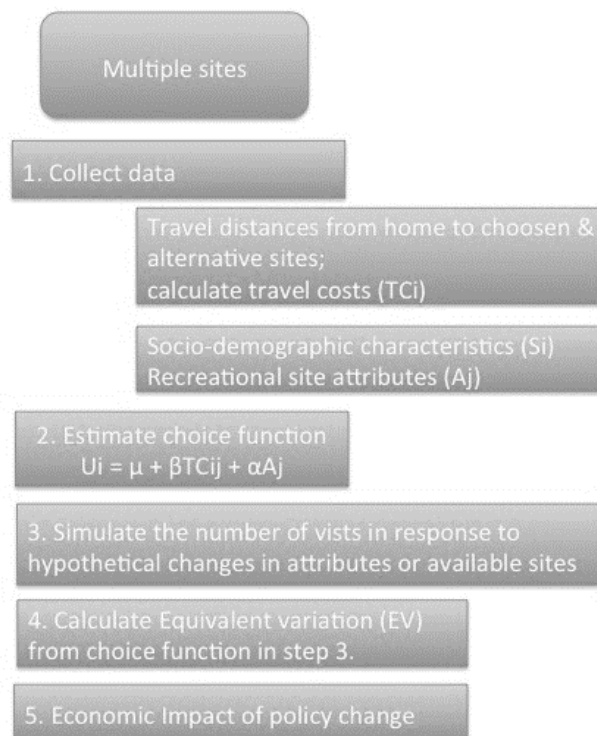 Multiple sites
1. Collect data
Travel distances from home to choosen &
alternative sites;
calculate travel costs (TCi)
Socio-demographic characteristics (Si)
Recreational site attributes (Aj)
2. Estimate choice function
Ui = μ + βTCij + αAj
3. Simulate the number of vists in response to
hypothetical changes in attributes or available sites
4. Calculate Equivalent variation (EV)
from choice function in step 3.
5. Economic Impact of policy change